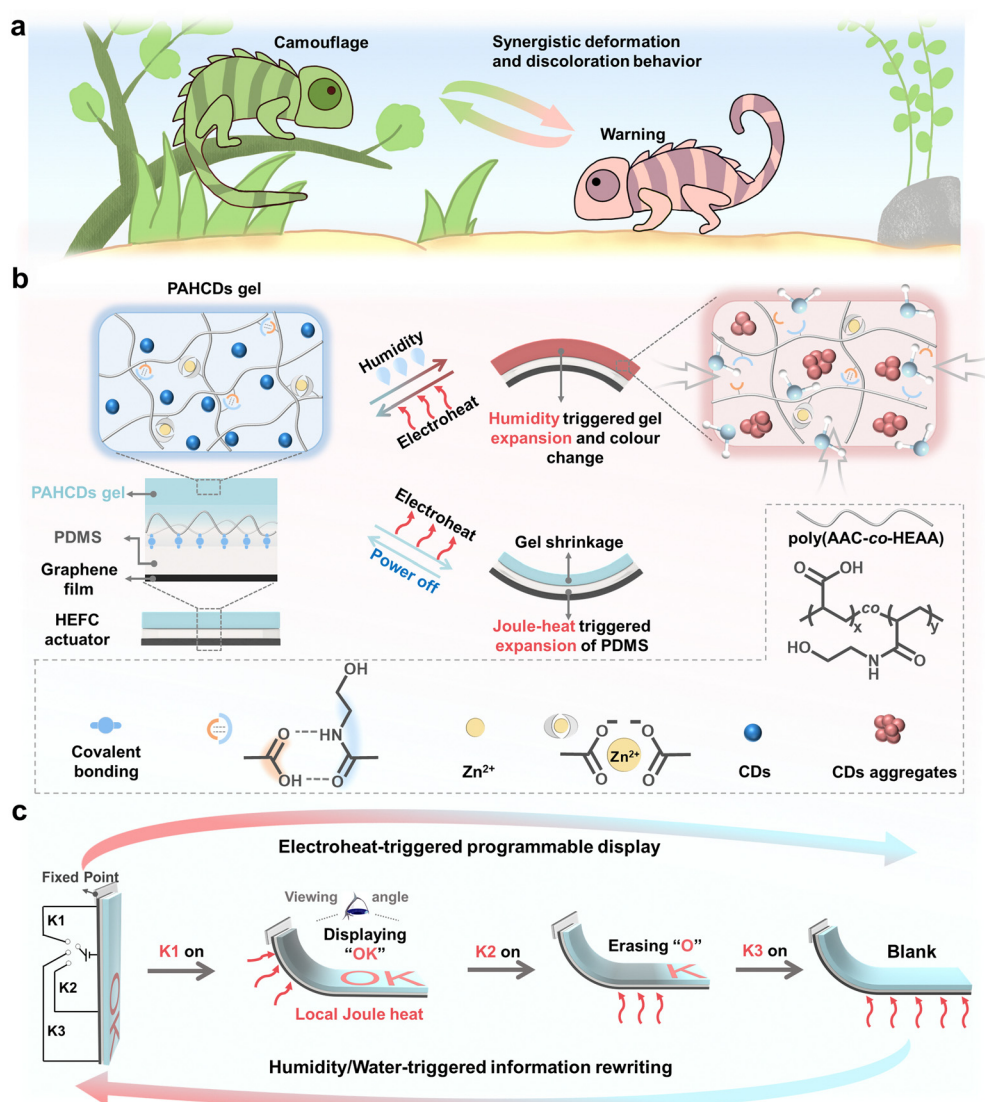 a
Camouflage
Synergistic deformation
and discoloration behavior
Warning
b
PAHCDs gel
Humidity
Electroheat
Humidity triggered gel
expansion and colour
change
PAHCDs gel
PDMS
Graphene
film
HEFC
actuator
Electroheat
Power off
Gel shrinkage
Joule-heat triggered
expansion of PDMS
poly(AAC-co-HEAA)
O
OH
x
co
y
HO
N
H
O
Covalent
bonding
OH
O
HN
OH
O
Zn²⁺
O
O
Zn²⁺
O
O
CDs
CDs aggregates
c
Electroheat-triggered programmable display
Fixed Point
K1
K2
K3
OK
K1 on
Viewing angle
Displaying
“OK”
OK
Local Joule heat
K2 on
Erasing “O”
K
K3 on
Blank
Humidity/Water-triggered information rewriting